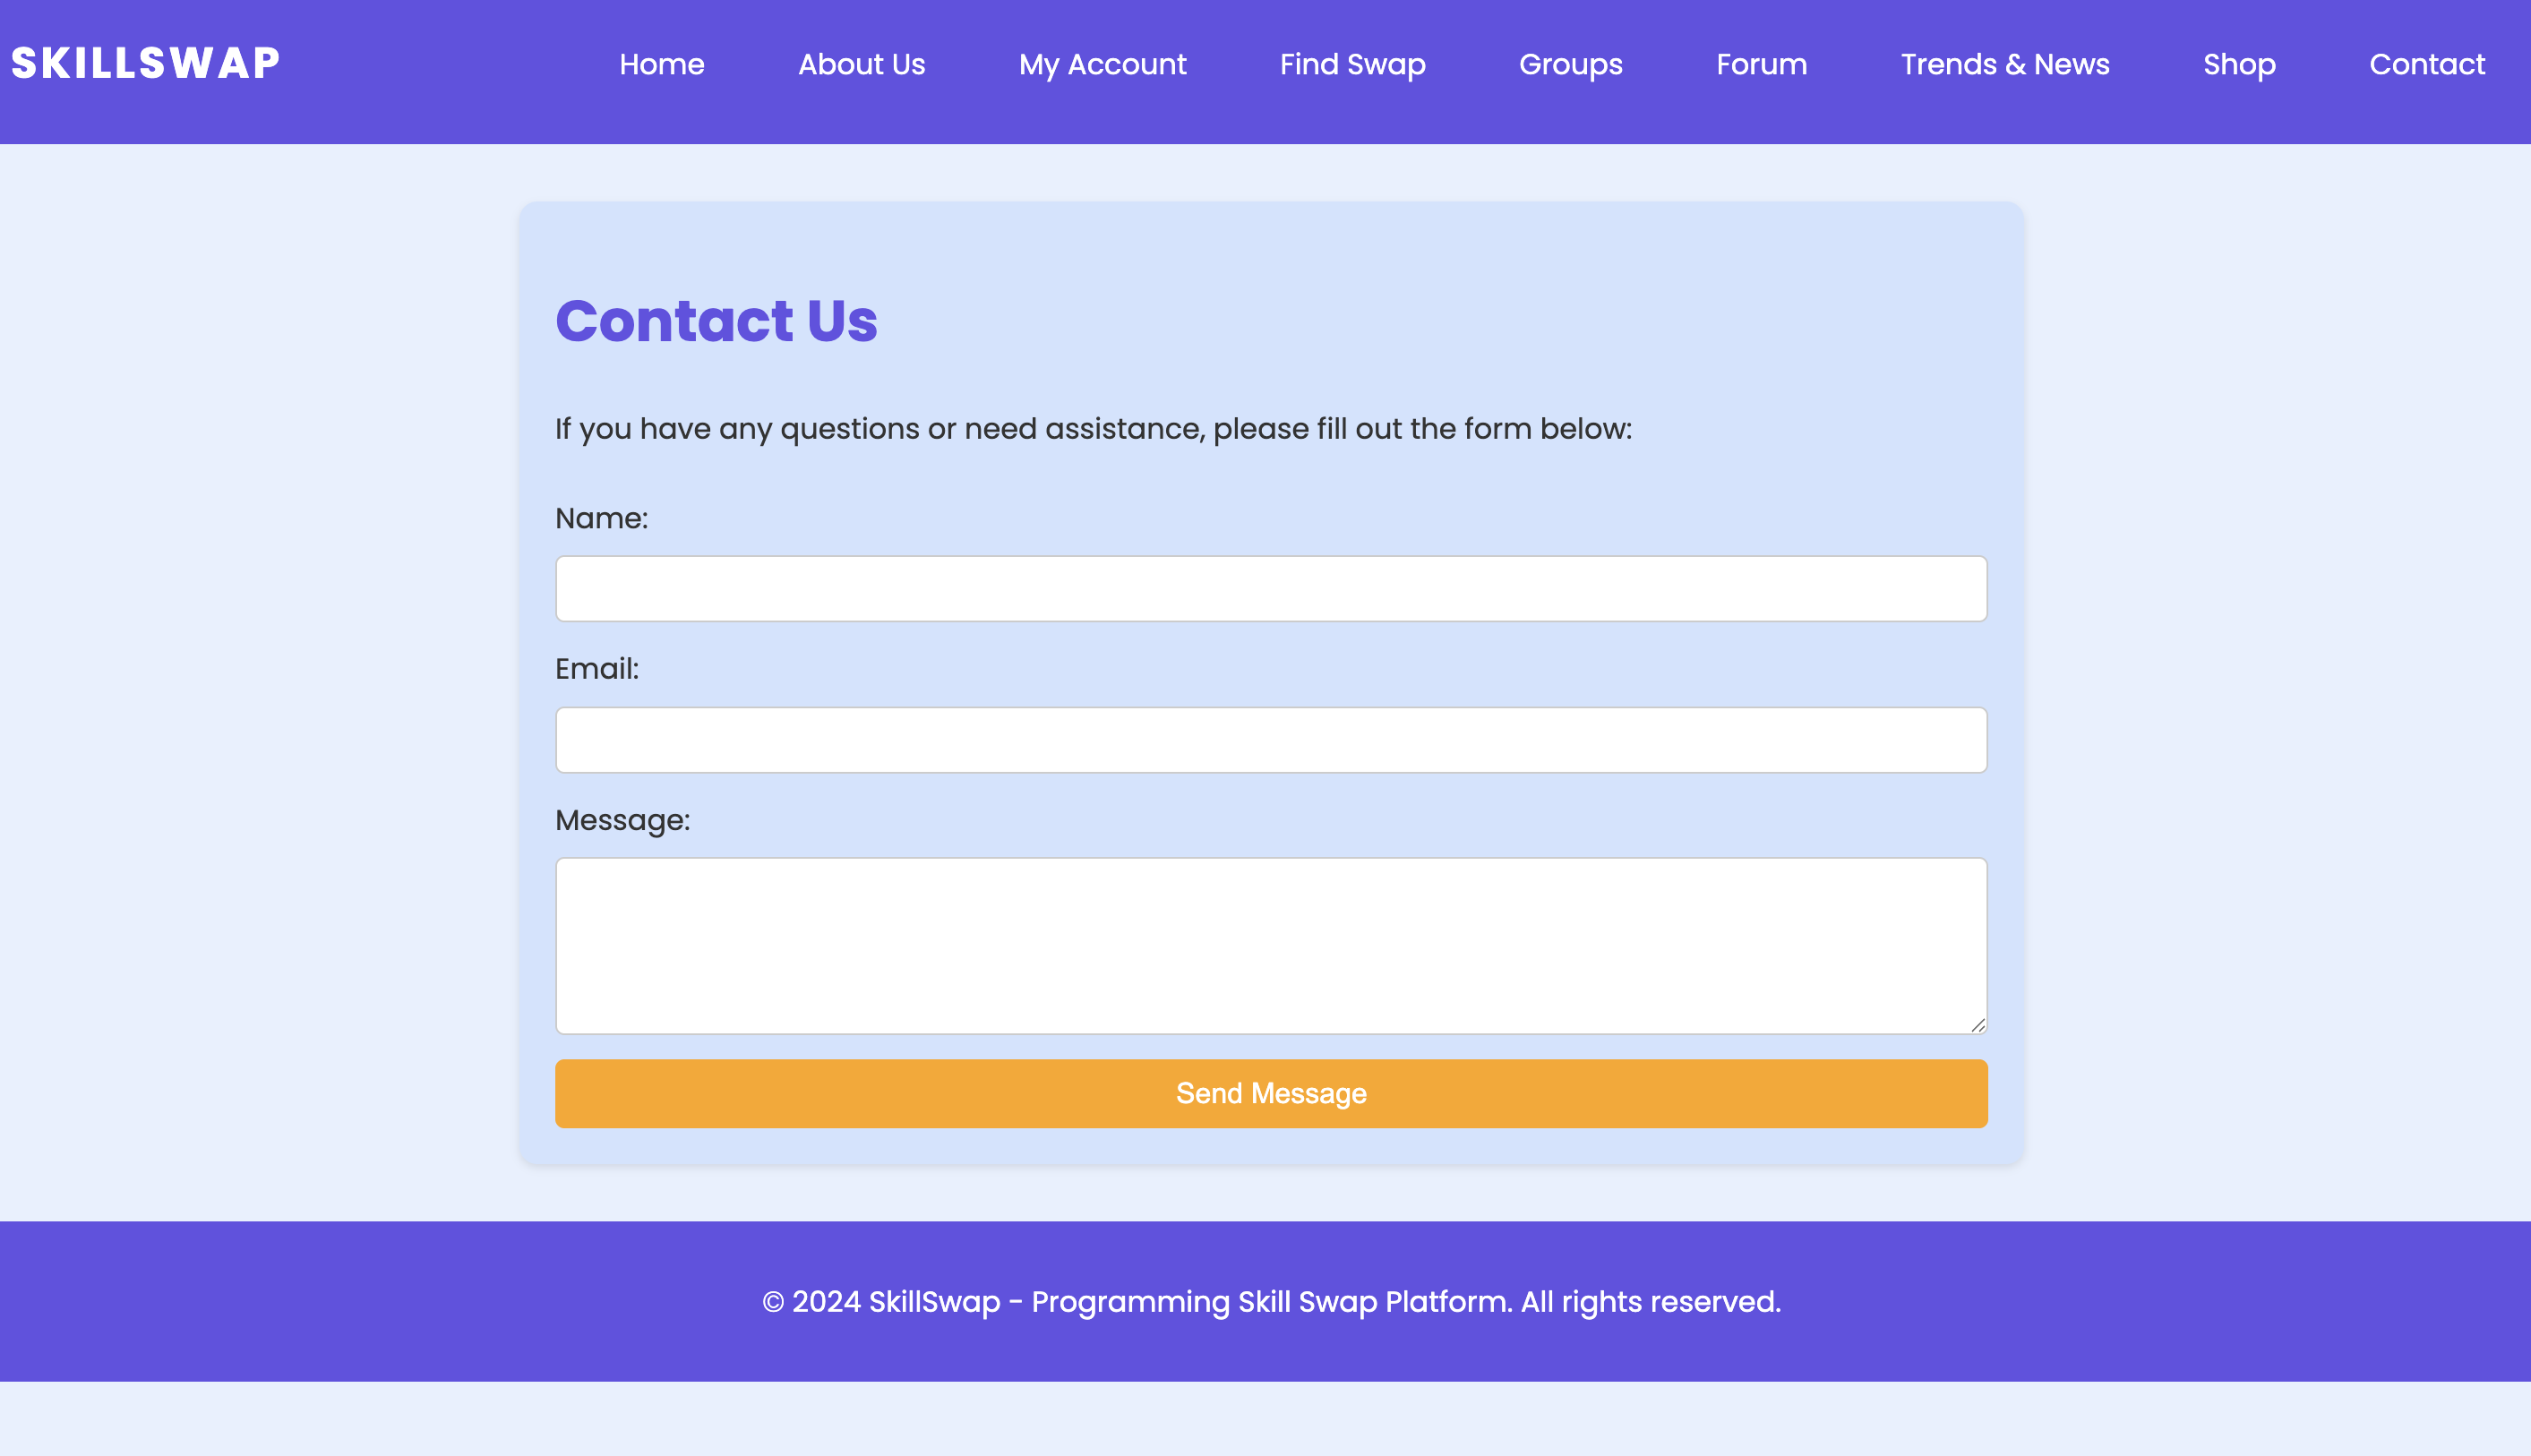 SKILLSWAP
Home About Us My Account Find Swap Groups Forum Trends & News Shop Contact
Contact Us
If you have any questions or need assistance, please fill out the form below:
Name:
Email:
Message:
Send Message
© 2024 SkillSwap - Programming Skill Swap Platform. All rights reserved.